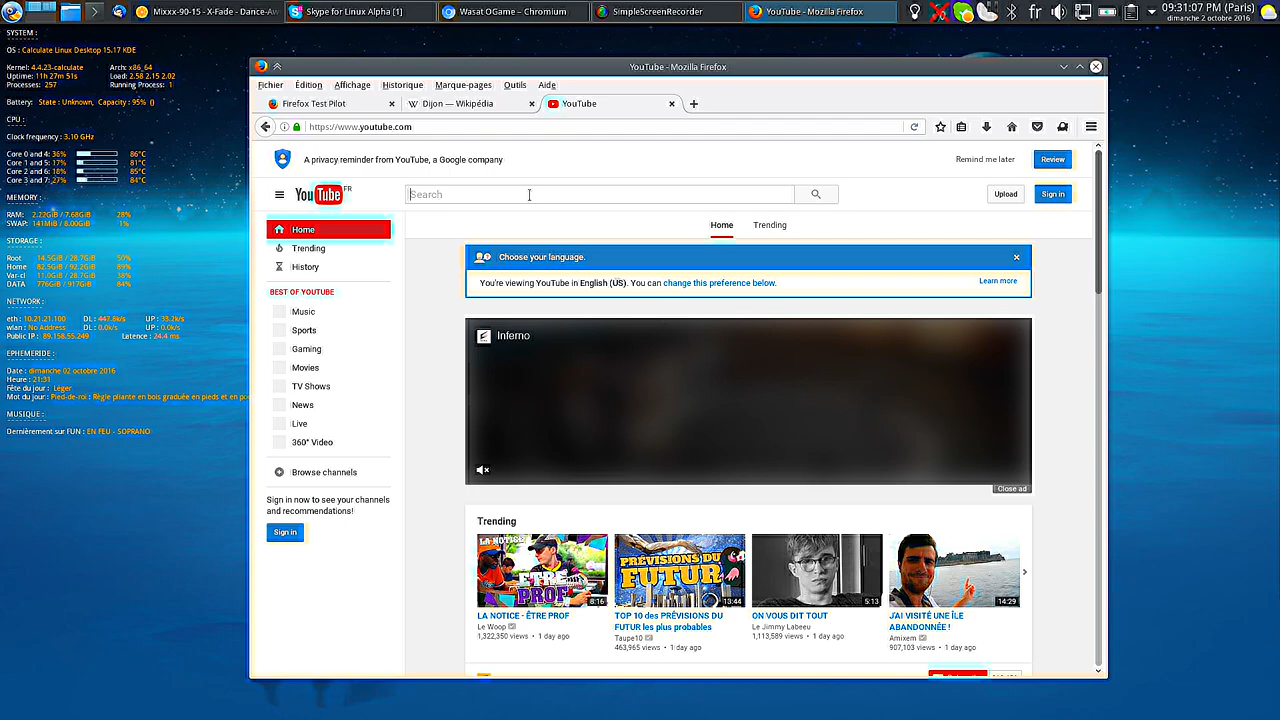 Mixxx-90-15 - X-Fade - Dance-Aw
Skype for Linux Alpha [1]
Wasat OGame – Chromium
SimpleScreenRecorder
YouTube - Mozilla Firefox
fr
09:31:07 PM (Paris)
dimanche 2 octobre 2016
SYSTEM :
OS : Calculate Linux Desktop 15.17 KDE
Kernel: 4.4.23-calculate Arch: x86_64
Uptime: 11h 27m 51s Load: 2.58 2.15 2.02
Processes: 257 Running Process: 1
Battery: State : Unknown, Capacity : 95% ()
CPU :
Clock frequency : 3.10 GHz
Core 0 and 4: 36% 86°C
Core 1 and 5: 17% 81°C
Core 2 and 6: 18% 85°C
Core 3 and 7: 27% 84°C
MEMORY :
RAM: 2.22GiB / 7.68GiB 28%
SWAP: 141MiB / 8.00GiB 1%
STORAGE :
Root 14.5GiB / 28.7GiB 50%
Home 82.5GiB / 92.2GiB 89%
Var-cl 11.0GiB / 28.7GiB 38%
DATA 776GiB / 917GiB 84%
NETWORK :
eth : 10.21.21.100 DL : 447.8k/s UP : 33.2k/s
wlan : No Address DL : 0.0k/s UP : 0.0k/s
Public IP : 89.158.55.249 Latence : 24.4 ms
EPHEMERIDE :
Date : dimanche 02 octobre 2016
Heure : 21:31
Fête du jour : Léger
Mot du jour : Pied-de-roi : Règle pliante en bois graduée en pieds et en po
MUSIQUE :
Dernièrement sur FUN : EN FEU - SOPRANO
YouTube - Mozilla Firefox
Fichier Édition Affichage Historique Marque-pages Outils Aide
Firefox Test Pilot
Dijon — Wikipédia
YouTube
https://www.youtube.com
A privacy reminder from YouTube, a Google company
Remind me later
Review
YouTube FR
Search
Upload
Sign in
Home
Trending
History
BEST OF YOUTUBE
Music
Sports
Gaming
Movies
TV Shows
News
Live
360° Video
Browse channels
Sign in now to see your channels
and recommendations!
Sign in
Home Trending
Choose your language.
You're viewing YouTube in English (US). You can change this preference below.
Learn more
Inferno
Close ad
Trending
LA NOTICE
ÊTRE
PROF
8:16
LA NOTICE - ÊTRE PROF
Le Woop
1,322,350 views • 1 day ago
PRÉVISIONS DU
FUTUR
13:44
TOP 10 des PRÉVISIONS DU
FUTUR les plus probables
Taupe10
463,965 views • 1 day ago
5:13
ON VOUS DIT TOUT
Le Jimmy Labeeu
1,113,589 views • 1 day ago
14:29
J'AI VISITÉ UNE ÎLE
ABANDONNÉE !
Amixem
907,103 views • 1 day ago